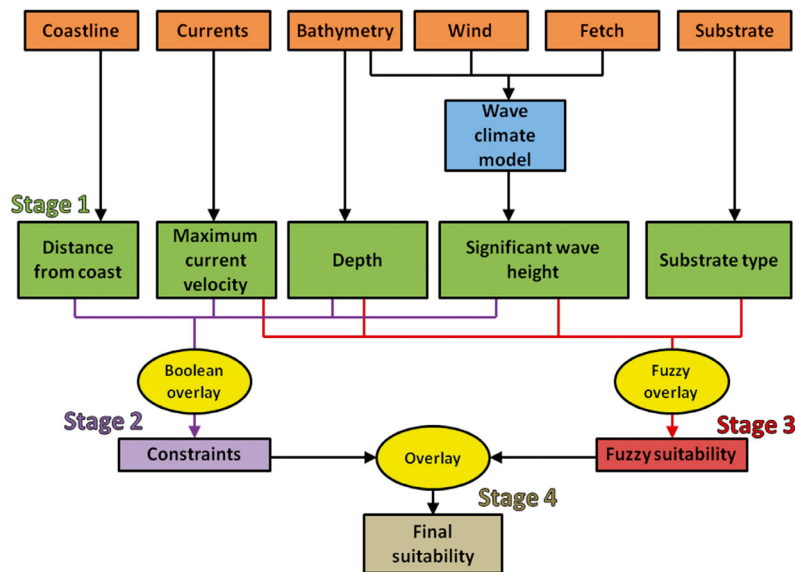 Coastline
Currents
Bathymetry
Wind
Fetch
Substrate
Wave
climate
model
Stage 1
Distance
from coast
Maximum
current
velocity
Depth
Significant wave
height
Substrate type
Boolean
overlay
Fuzzy
overlay
Stage 2
Stage 3
Constraints
Overlay
Fuzzy suitability
Stage 4
Final
suitability